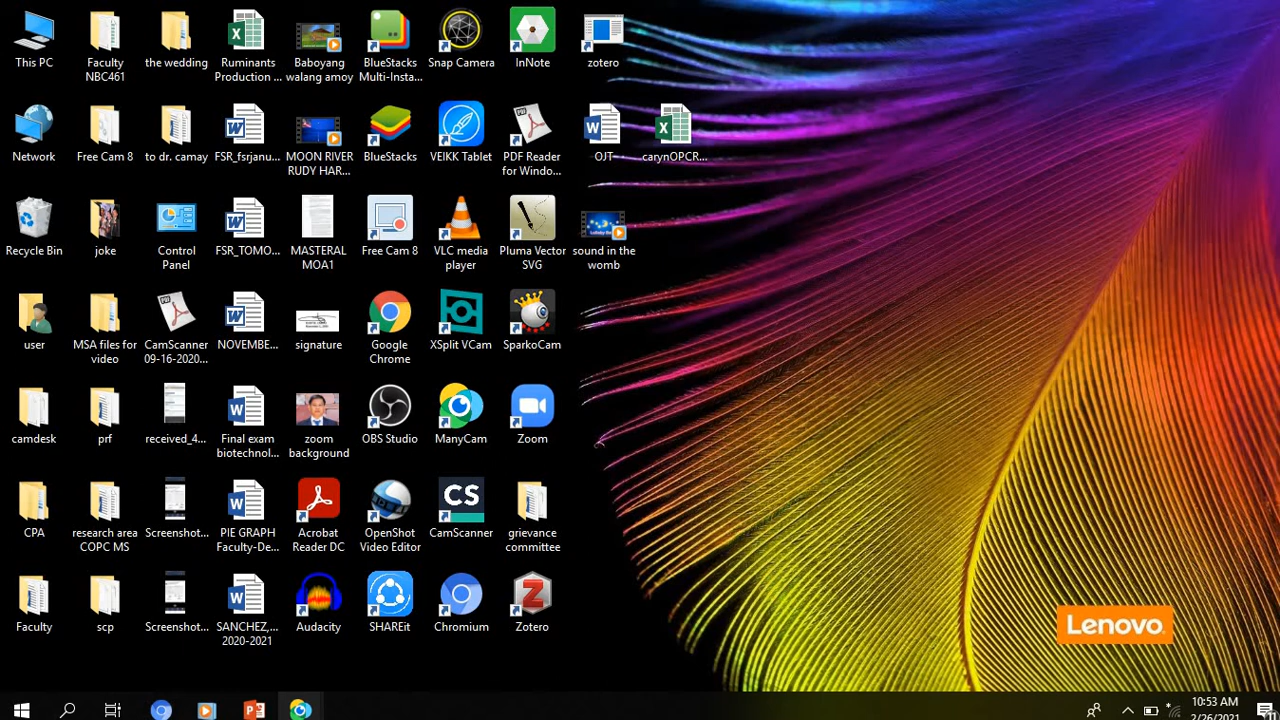 This PC
Faculty
NBC461
the wedding
Ruminants
Production ...
Baboyang
walang amoy
BlueStacks
Multi-Insta...
Snap Camera
InNote
zotero
Network
Free Cam 8
to dr. camay
FSR_fsrjanu...
MOON RIVER
RUDY HAR...
BlueStacks
VEIKK Tablet
PDF Reader
for Windo...
OJT
carynOPCR...
Recycle Bin
joke
Control
Panel
FSR_TOMO...
MASTERAL
MOA1
Free Cam 8
VLC media
player
Pluma Vector
SVG
sound in the
womb
user
MSA files for
video
CamScanner
09-16-2020...
NOVEMBE...
signature
Google
Chrome
XSplit VCam
SparkoCam
camdesk
prf
received_4...
Final exam
biotechnol...
zoom
background
OBS Studio
ManyCam
Zoom
CPA
research area
COPC MS
Screenshot...
PIE GRAPH
Faculty-De...
Acrobat
Reader DC
OpenShot
Video Editor
CS
CamScanner
grievance
committee
Faculty
scp
Screenshot...
SANCHEZ,...
2020-2021
Audacity
SHAREit
Chromium
Zotero
Lenovo
10:53 AM
2/26/2021